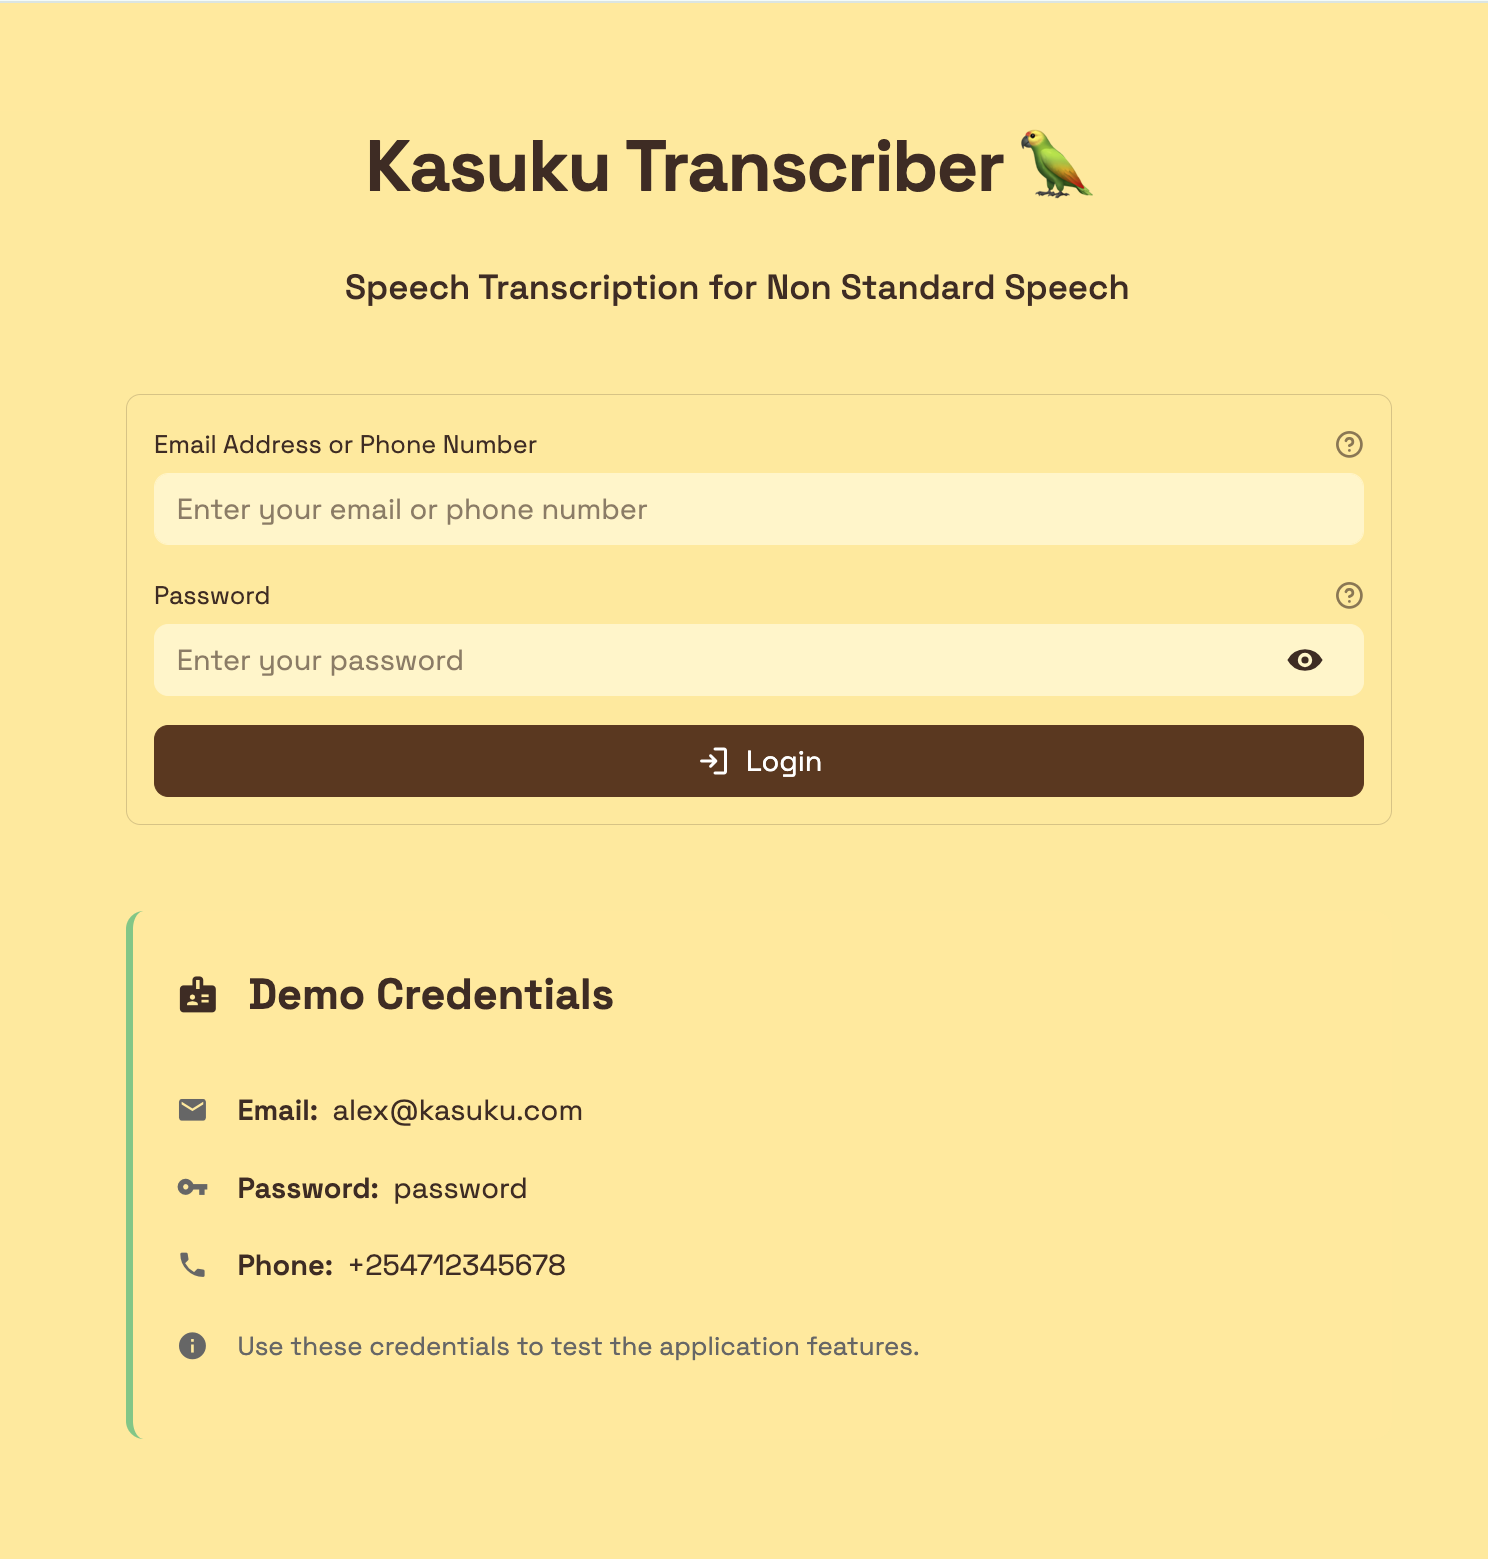 Kasuku Transcriber
Speech Transcription for Non Standard Speech
Email Address or Phone Number
Enter your email or phone number
Password
Enter your password
Login
Demo Credentials
Email: alex@kasuku.com
Password: password
Phone: +254712345678
Use these credentials to test the application features.